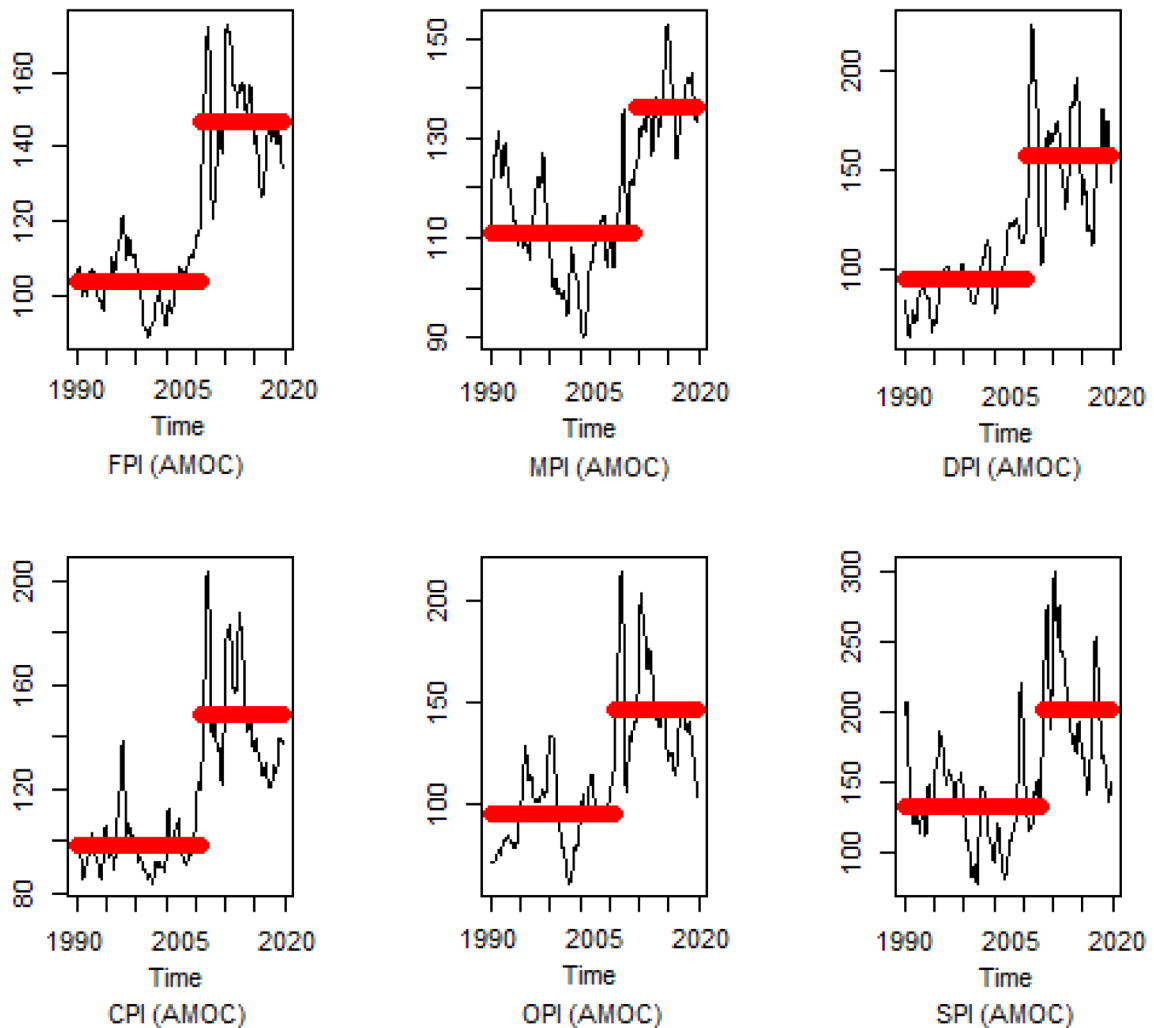 160
140
120
100
1990 2005 2020
Time
FPI (AMOC)
150
130
110
90
1990 2005 2020
Time
MPI (AMOC)
200
150
100
1990 2005 2020
Time
DPI (AMOC)
200
160
120
80
1990 2005 2020
Time
CPI (AMOC)
200
150
100
1990 2005 2020
Time
OPI (AMOC)
300
250
200
150
100
1990 2005 2020
Time
SPI (AMOC)